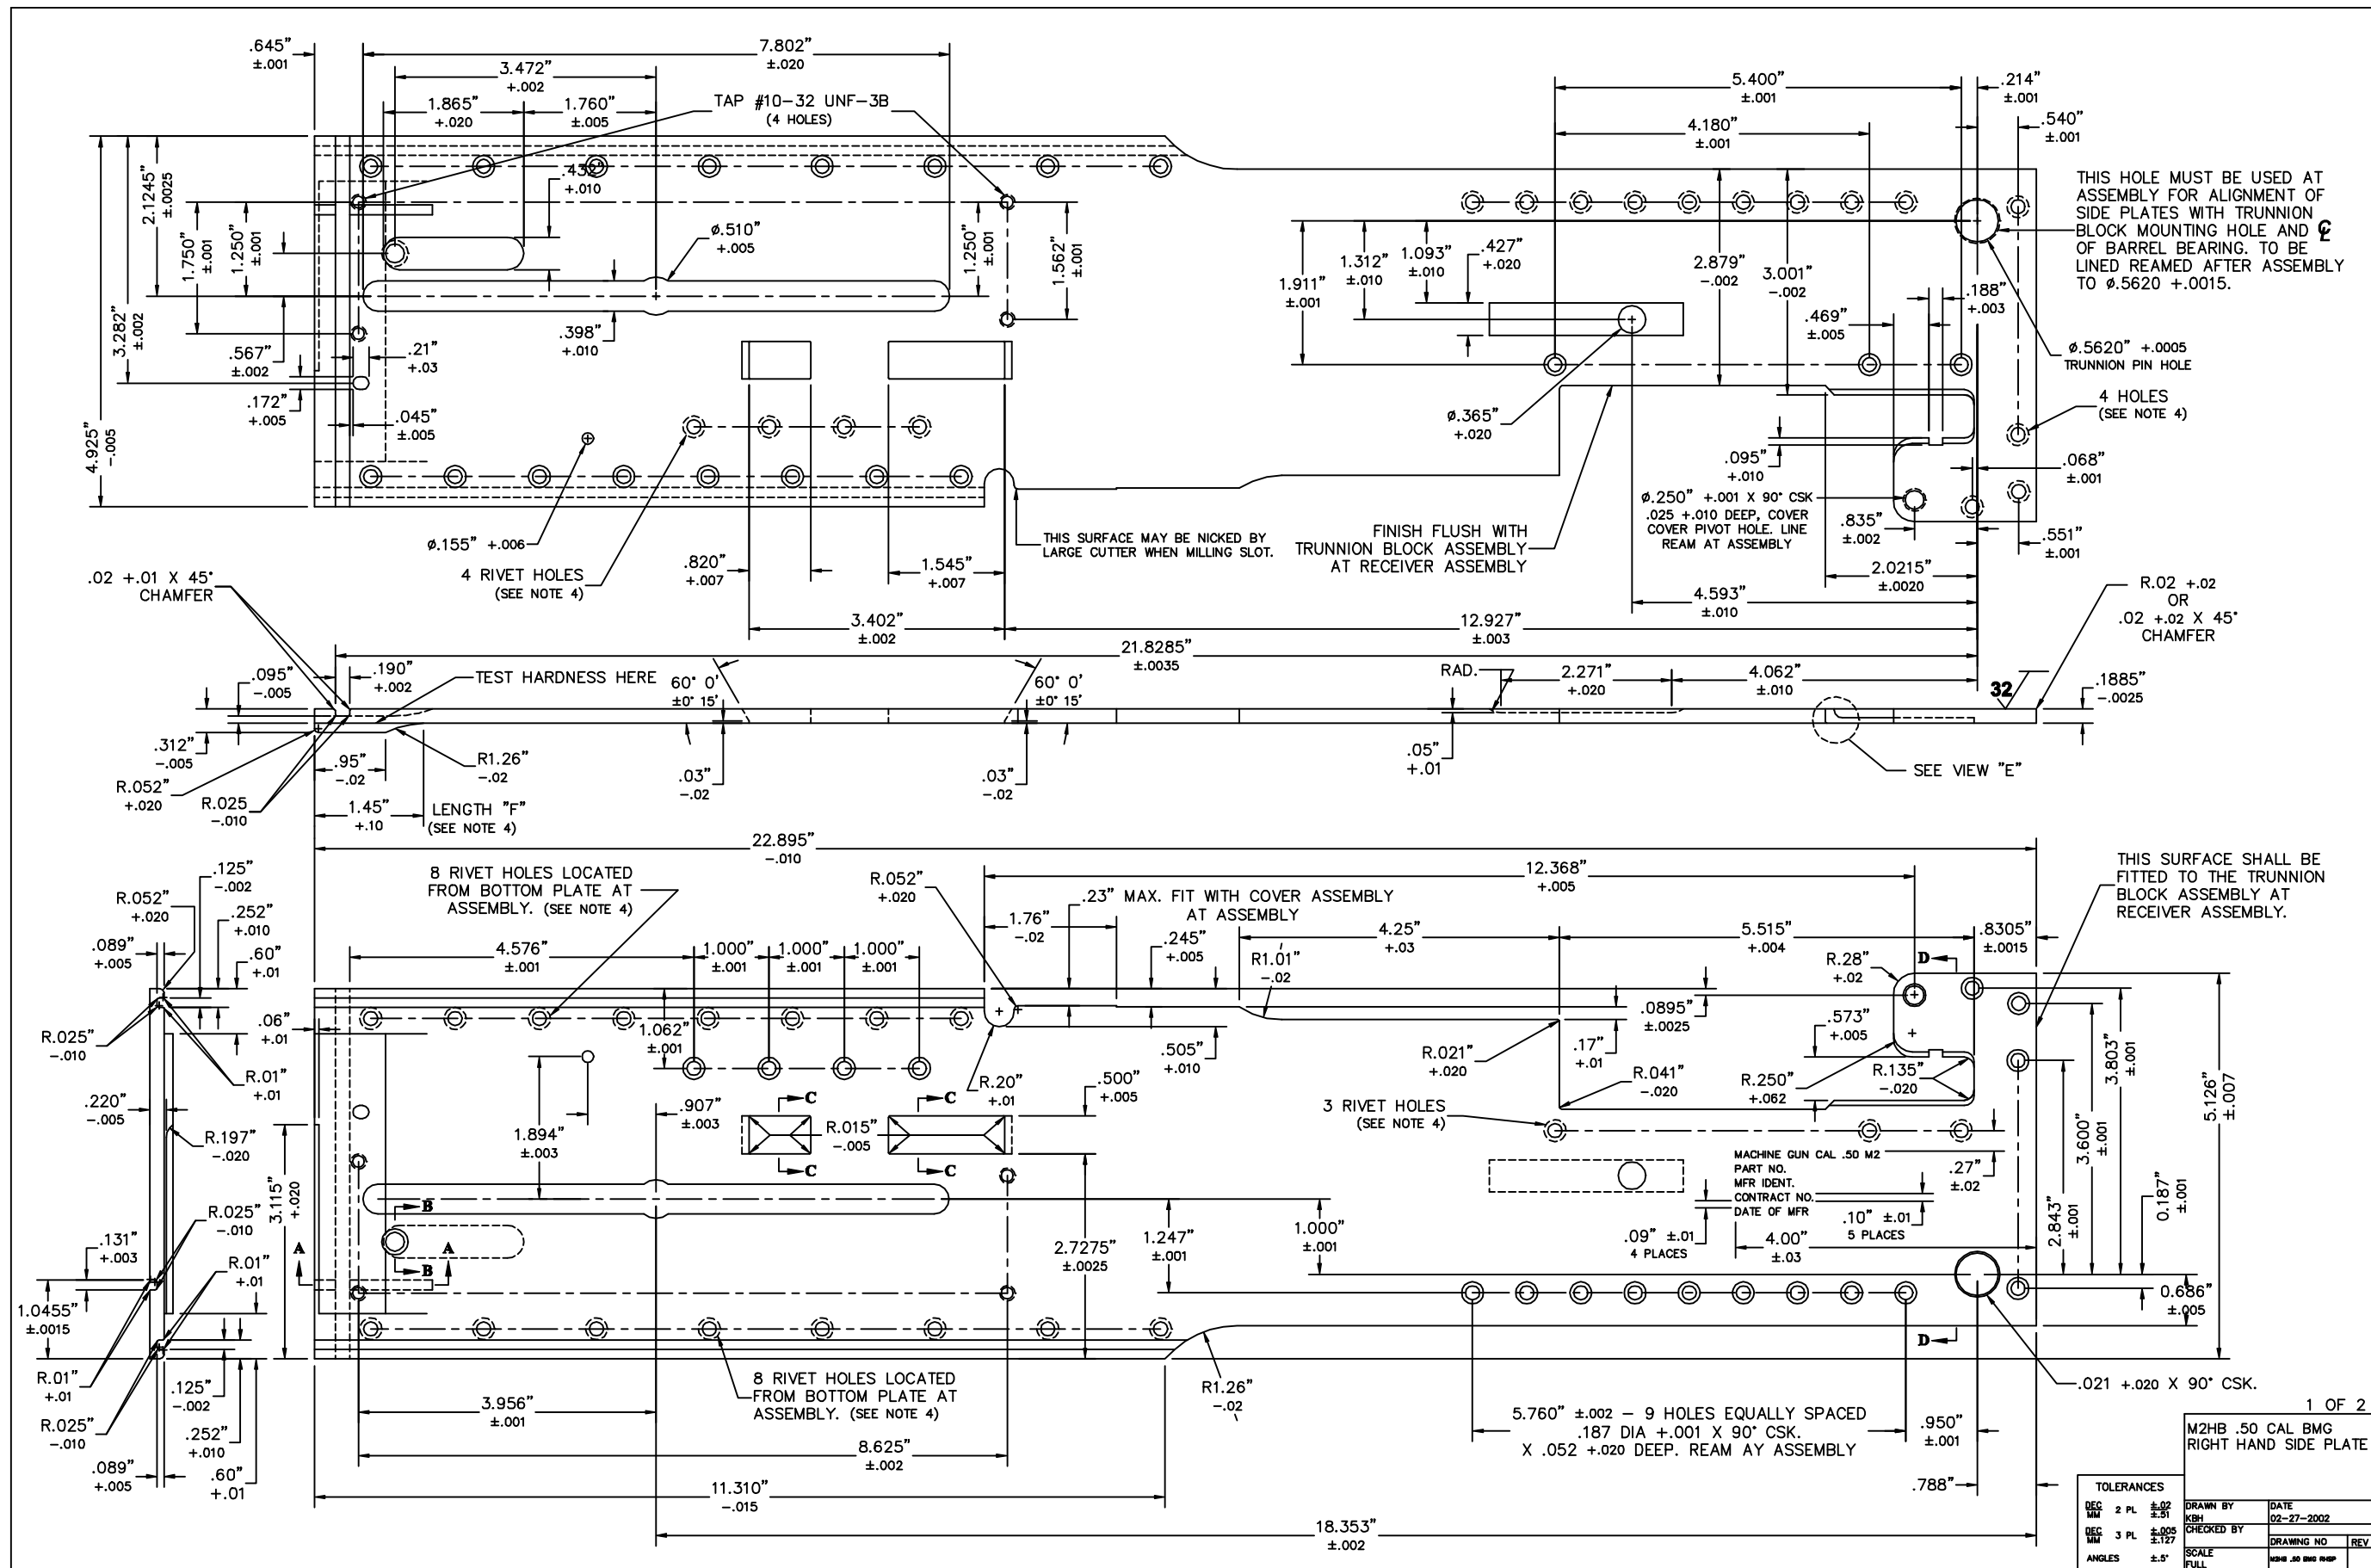 .645"
±.001
7.802"
±.020
3.472"
+.002
1.865"
+.020
1.760"
±.005
TAP #10-32 UNF-3B
(4 HOLES)
5.400"
±.001
.214"
±.001
4.180"
±.001
.540"
±.001
THIS HOLE MUST BE USED AT
ASSEMBLY FOR ALIGNMENT OF
SIDE PLATES WITH TRUNNION
BLOCK MOUNTING HOLE AND ℄
OF BARREL BEARING. TO BE
LINED REAMED AFTER ASSEMBLY
TO ø.5620 +.0015.
4.925"
-.005
3.282"
±.002
2.1245"
±.0025
1.750"
±.001
1.250"
±.001
.432"
+.010
ø.510"
+.005
1.250"
±.001
1.562"
±.001
1.911"
±.001
1.312"
±.010
1.093"
±.010
.427"
+.020
2.879"
-.002
3.001"
-.002
.188"
+.003
.469"
±.005
ø.5620" +.0005
TRUNNION PIN HOLE
.567"
±.002
.21"
+.03
.398"
+.010
.172"
+.005
.045"
±.005
ø.365"
+.020
4 HOLES
(SEE NOTE 4)
.095"
+.010
.068"
±.001
ø.250" +.001 X 90° CSK
.025 +.010 DEEP, COVER
COVER PIVOT HOLE. LINE
REAM AT ASSEMBLY
.835"
±.002
.551"
±.001
ø.155" +.006
4 RIVET HOLES
(SEE NOTE 4)
.820"
+.007
1.545"
+.007
THIS SURFACE MAY BE NICKED BY
LARGE CUTTER WHEN MILLING SLOT.
FINISH FLUSH WITH
TRUNNION BLOCK ASSEMBLY
AT RECEIVER ASSEMBLY
2.0215"
±.0020
4.593"
±.010
.02 +.01 X 45°
CHAMFER
3.402"
±.002
12.927"
±.003
21.8285"
±.0035
R.02 +.02
OR
.02 +.02 X 45°
CHAMFER
.095"
-.005
.190"
+.002
TEST HARDNESS HERE
60° 0'
±0° 15'
60° 0'
±0° 15'
RAD.
2.271"
+.020
4.062"
±.010
32
.1885"
-.0025
.312"
-.005
R.052"
+.020
R.025
-.010
.95"
-.02
R1.26"
-.02
.03"
-.02
.03"
-.02
.05"
+.01
SEE VIEW "E"
1.45"
+.10
LENGTH "F"
(SEE NOTE 4)
22.895"
-.010
8 RIVET HOLES LOCATED
FROM BOTTOM PLATE AT
ASSEMBLY. (SEE NOTE 4)
R.052"
+.020
12.368"
+.005
.23" MAX. FIT WITH COVER ASSEMBLY
AT ASSEMBLY
THIS SURFACE SHALL BE
FITTED TO THE TRUNNION
BLOCK ASSEMBLY AT
RECEIVER ASSEMBLY.
.125"
-.002
R.052"
+.020
.252"
+.010
.089"
+.005
.60"
+.01
4.576"
±.001
1.000"
±.001
1.000"
±.001
1.000"
±.001
1.76"
-.02
.245"
+.005
4.25"
+.03
R1.01"
-.02
5.515"
+.004
.8305"
±.0015
R.28"
+.02
D
R.025"
-.010
.06"
+.01
R.01"
+.01
1.062"
±.001
.505"
+.010
.0895"
±.0025
.17"
+.01
.573"
+.005
R.021"
+.020
R.041"
-.020
R.250"
+.062
R.135"
-.020
3.803"
±.001
3.600"
±.001
5.126"
±.007
.220"
-.005
R.197"
-.020
1.894"
±.003
.907"
±.003
C
C
R.015"
-.005
C
C
R.20"
+.01
.500"
+.005
3 RIVET HOLES
(SEE NOTE 4)
MACHINE GUN CAL .50 M2
PART NO.
MFR IDENT.
CONTRACT NO.
DATE OF MFR
.27"
±.02
.10" ±.01
5 PLACES
.09" ±.01
4 PLACES
4.00"
±.03
2.843"
±.001
0.187"
±.001
3.115"
+.020
R.025"
-.010
.131"
+.003
R.01"
+.01
A
A
B
B
2.7275"
±.0025
1.247"
±.001
1.000"
±.001
0.686"
±.005
1.0455"
±.0015
R.01"
+.01
R.025"
-.010
.125"
-.002
.252"
+.010
.089"
+.005
.60"
+.01
D
.021 +.020 X 90° CSK.
3.956"
±.001
8 RIVET HOLES LOCATED
FROM BOTTOM PLATE AT
ASSEMBLY. (SEE NOTE 4)
R1.26"
-.02
5.760" ±.002 - 9 HOLES EQUALLY SPACED
.187 DIA +.001 X 90° CSK.
X .052 +.020 DEEP. REAM AY ASSEMBLY
.950"
±.001
8.625"
±.002
11.310"
-.015
.788"
18.353"
±.002
1 OF 2
M2HB .50 CAL BMG
RIGHT HAND SIDE PLATE
TOLERANCES
DEC MM 2 PL ±.02 ±.51
DEC MM 3 PL ±.005 ±.127
ANGLES ±.5°
DRAWN BY
KBH
DATE
02-27-2002
CHECKED BY
DRAWING NO
REV
SCALE
FULL
M2HB .50 BMG RHSP